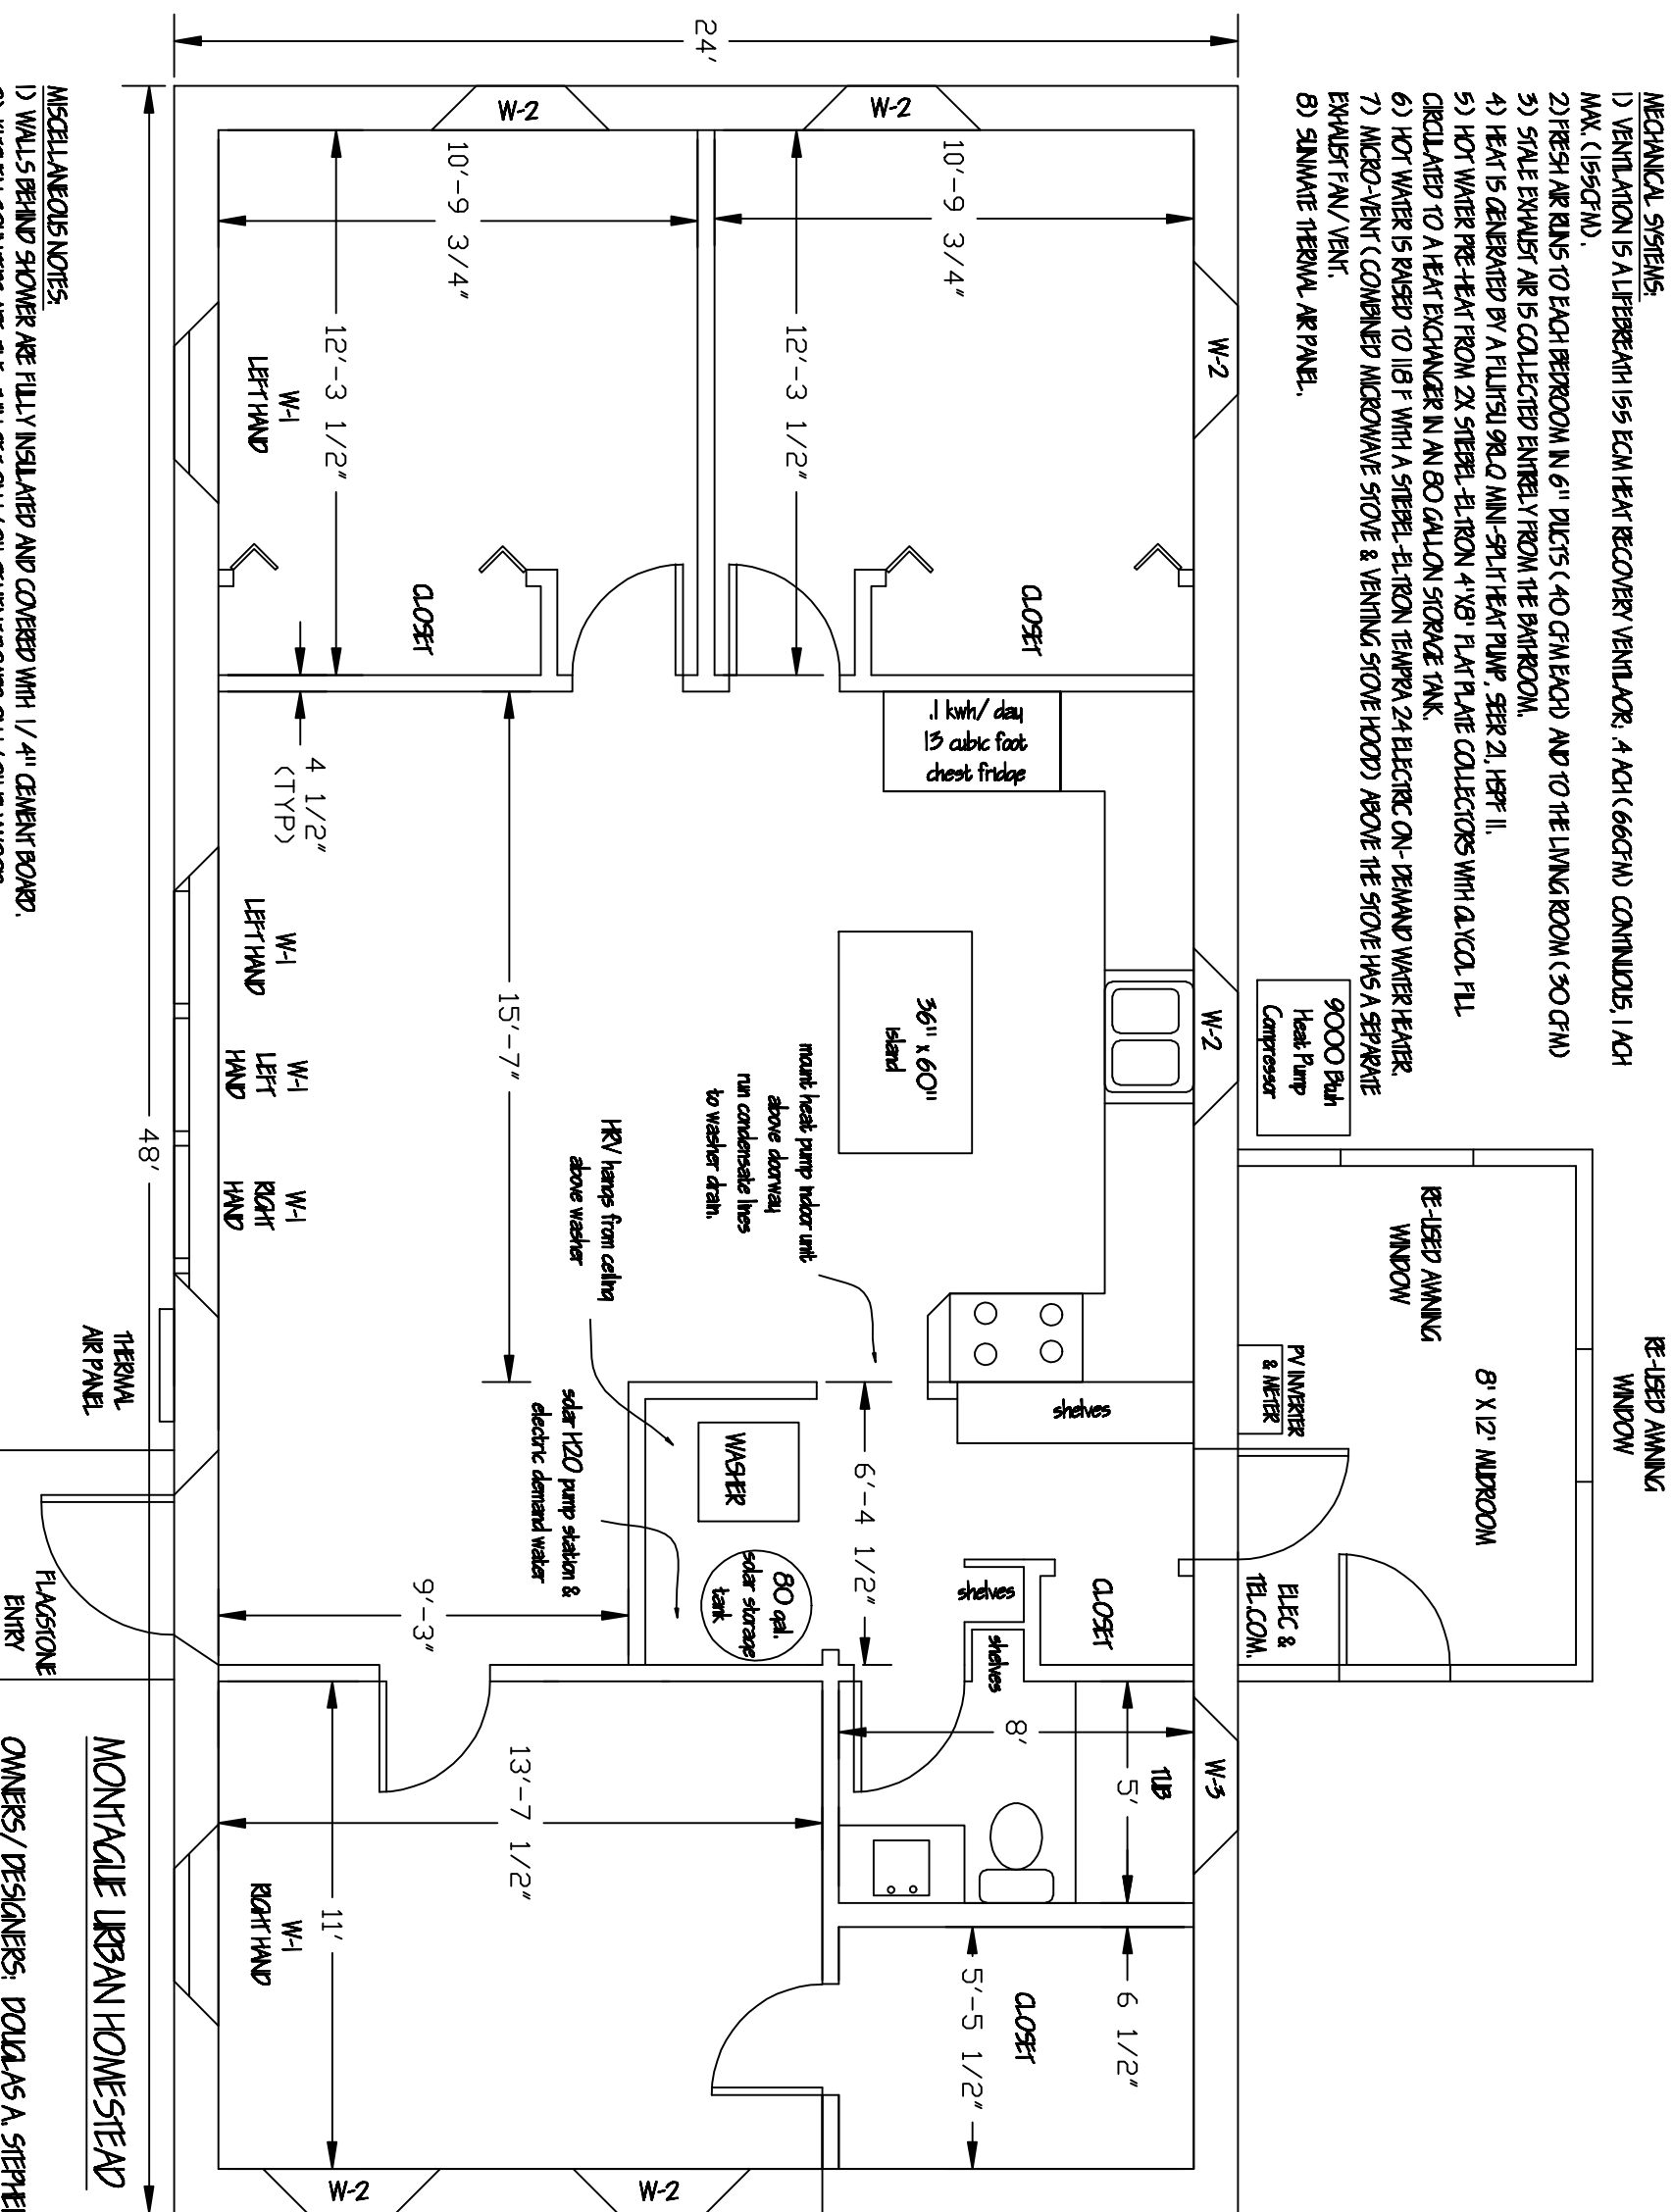 MECHANICAL SYSTEMS:
1) VENTILATION IS A LIFEBREATH 155 ECM HEAT RECOVERY VENTILAOR; .4 ACH (66CFM) CONTINUOUS, 1 ACH
MAX. (155CFM).
2) FRESH AIR RUNS TO EACH BEDROOM IN 6" DUCTS (40 CFM EACH) AND TO THE LIVING ROOM (30 CFM)
3) STALE EXHAUST AIR IS COLLECTED ENTIRELY FROM THE BATHROOM.
4) HEAT IS GENERATED BY A FUJITSU 9RLQ MINI-SPLIT HEAT PUMP, SEER 21, HSPF 11.
5) HOT WATER PRE-HEAT FROM 2X STIEBEL-ELTRON 4'X8' FLAT PLATE COLLECTORS WITH GLYCOL FILL
CIRCULATED TO A HEAT EXCHANGER IN AN 80 GALLON STORAGE TANK.
6) HOT WATER IS RAISED TO 118 F WITH A STIEBEL-ELTRON TEMPRA 24 ELECTRIC ON-DEMAND WATER HEATER.
7) MICRO-VENT (COMBINED MICROWAVE STOVE & VENTING STOVE HOOD) ABOVE THE STOVE HAS A SEPARATE
EXHAUST FAN/VENT.
8) SUNMATE THERMAL AIR PANEL.
RE-USED AWNING
WINDOW
RE-USED AWNING
WINDOW
8' X 12' MUDROOM
9000 Btuh
Heat Pump
Compressor
PV INVERTER
& METER
ELEC &
TEL.COM.
24'
W-2
W-2
W-3
W-2
W-2
10'-9 3/4"
12'-3 1/2"
CLOSET
.1 kwh/day
13 cubic foot
chest fridge
36" x 60"
island
mount heat pump indoor unit
above doorway
run condensate lines
to washer drain.
HRV hangs from ceiling
above washer
shelves
CLOSET
shelves
shelves
TUB
5'
8'
6 1/2"
CLOSET
5'-5 1/2"
6'-4 1/2"
WASHER
80 gal.
solar storage
tank
solar H2O pump station &
electric demand water
10'-9 3/4"
12'-3 1/2"
CLOSET
15'-7"
4 1/2"
(TYP)
9'-3"
13'-7 1/2"
11'
W-2
W-2
W-1
LEFT HAND
W-1
LEFT HAND
W-1
LEFT
HAND
W-1
RIGHT
HAND
W-1
RIGHT HAND
48'
THERMAL
AIR PANEL
FLAGSTONE
ENTRY
MISCELLANEOUS NOTES:
1) WALLS BEHIND SHOWER ARE FULLY INSULATED AND COVERED WITH 1/4" CEMENT BOARD.
MONTAGUE URBAN HOMESTEAD
OWNERS/DESIGNERS: DOUGLAS A. STEPHE